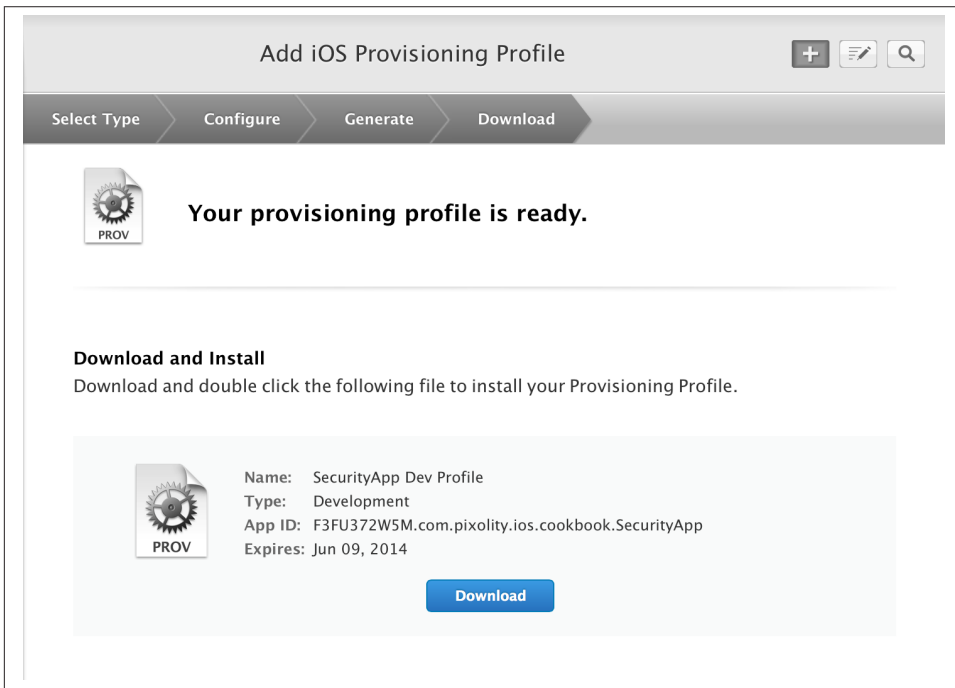 Add iOS Provisioning Profile
Select Type
Configure
Generate
Download
PROV
Your provisioning profile is ready.
Download and Install
Download and double click the following file to install your Provisioning Profile.
PROV
Name: SecurityApp Dev Profile
Type: Development
App ID: F3FU372W5M.com.pixolity.ios.cookbook.SecurityApp
Expires: Jun 09, 2014
Download